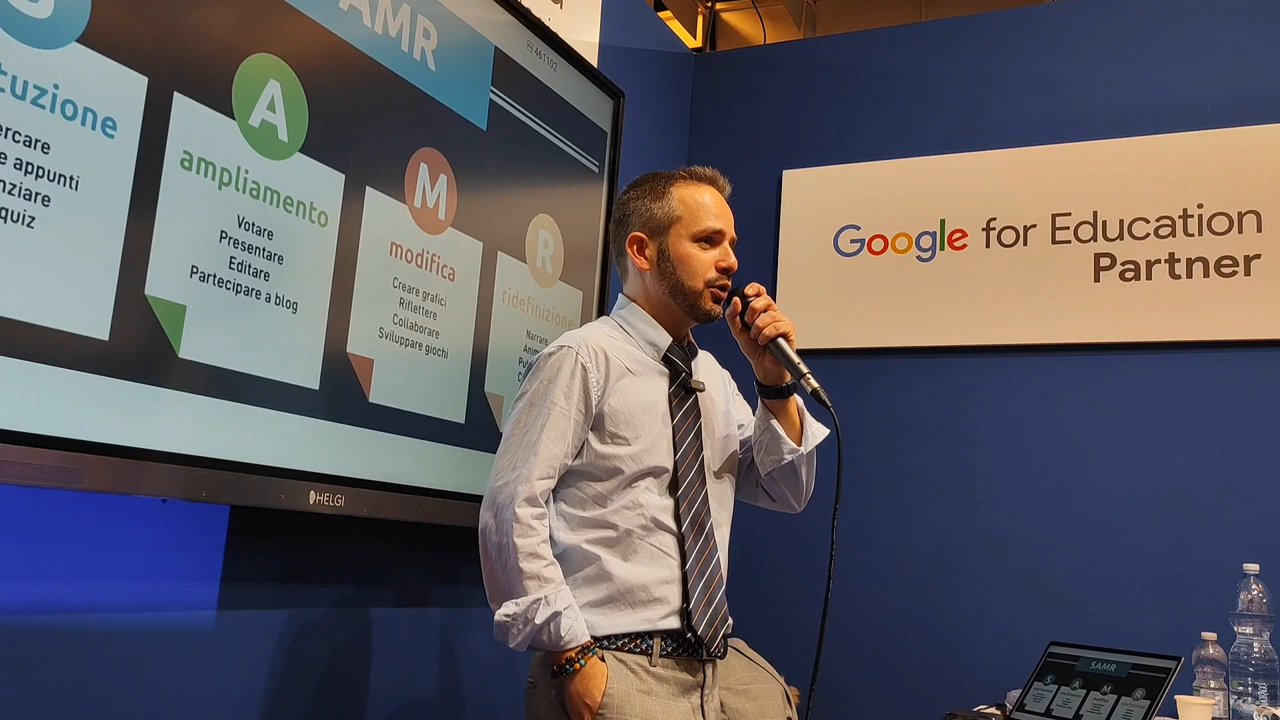 SAMR
461102
S
tuzione
ercare
e appunti
nziare
quiz
A
ampliamento
Votare
Presentare
Editare
Partecipare a blog
M
modifica
Creare grafici
Riflettere
Collaborare
Sviluppare giochi
R
ridefinizione
Narrare
HELGI
Google for Education
Partner
SAMR
S A M R